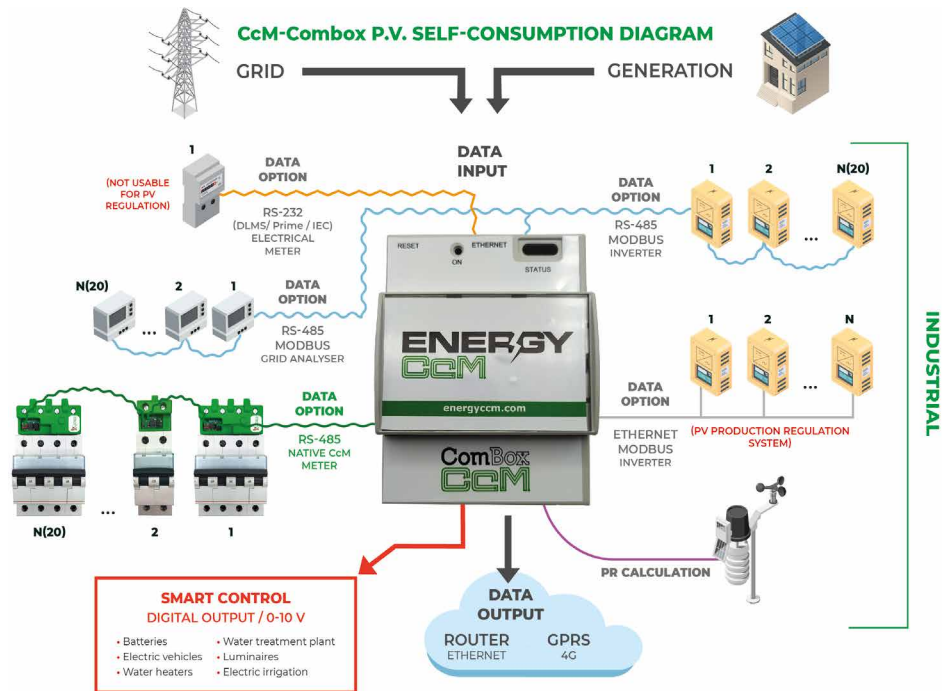 CcM-Combox P.V. SELF-CONSUMPTION DIAGRAM
GRID
GENERATION
DATA
INPUT
1
(NOT USABLE
FOR PV
REGULATION)
DATA
OPTION
RS-232
(DLMS/ Prime / IEC)
ELECTRICAL
METER
DATA
OPTION
RS-485
MODBUS
INVERTER
1
2
N(20)
...
RESET
ON
ETHERNET
STATUS
N(20)
2
1
...
DATA
OPTION
RS-485
MODBUS
GRID ANALYSER
ENERGY
CcM
energyccm.com
ComBox
CcM
1
2
N
...
DATA
OPTION
ETHERNET
MODBUS
INVERTER
(PV PRODUCTION REGULATION
SYSTEM)
INDUSTRIAL
DATA
OPTION
RS-485
NATIVE CcM
METER
N(20)
...
2
1
PR CALCULATION
SMART CONTROL
DIGITAL OUTPUT / 0-10 V
• Batteries
• Electric vehicles
• Water heaters
• Water treatment plant
• Luminaires
• Electric irrigation
DATA
OUTPUT
ROUTER
ETHERNET
GPRS
4G